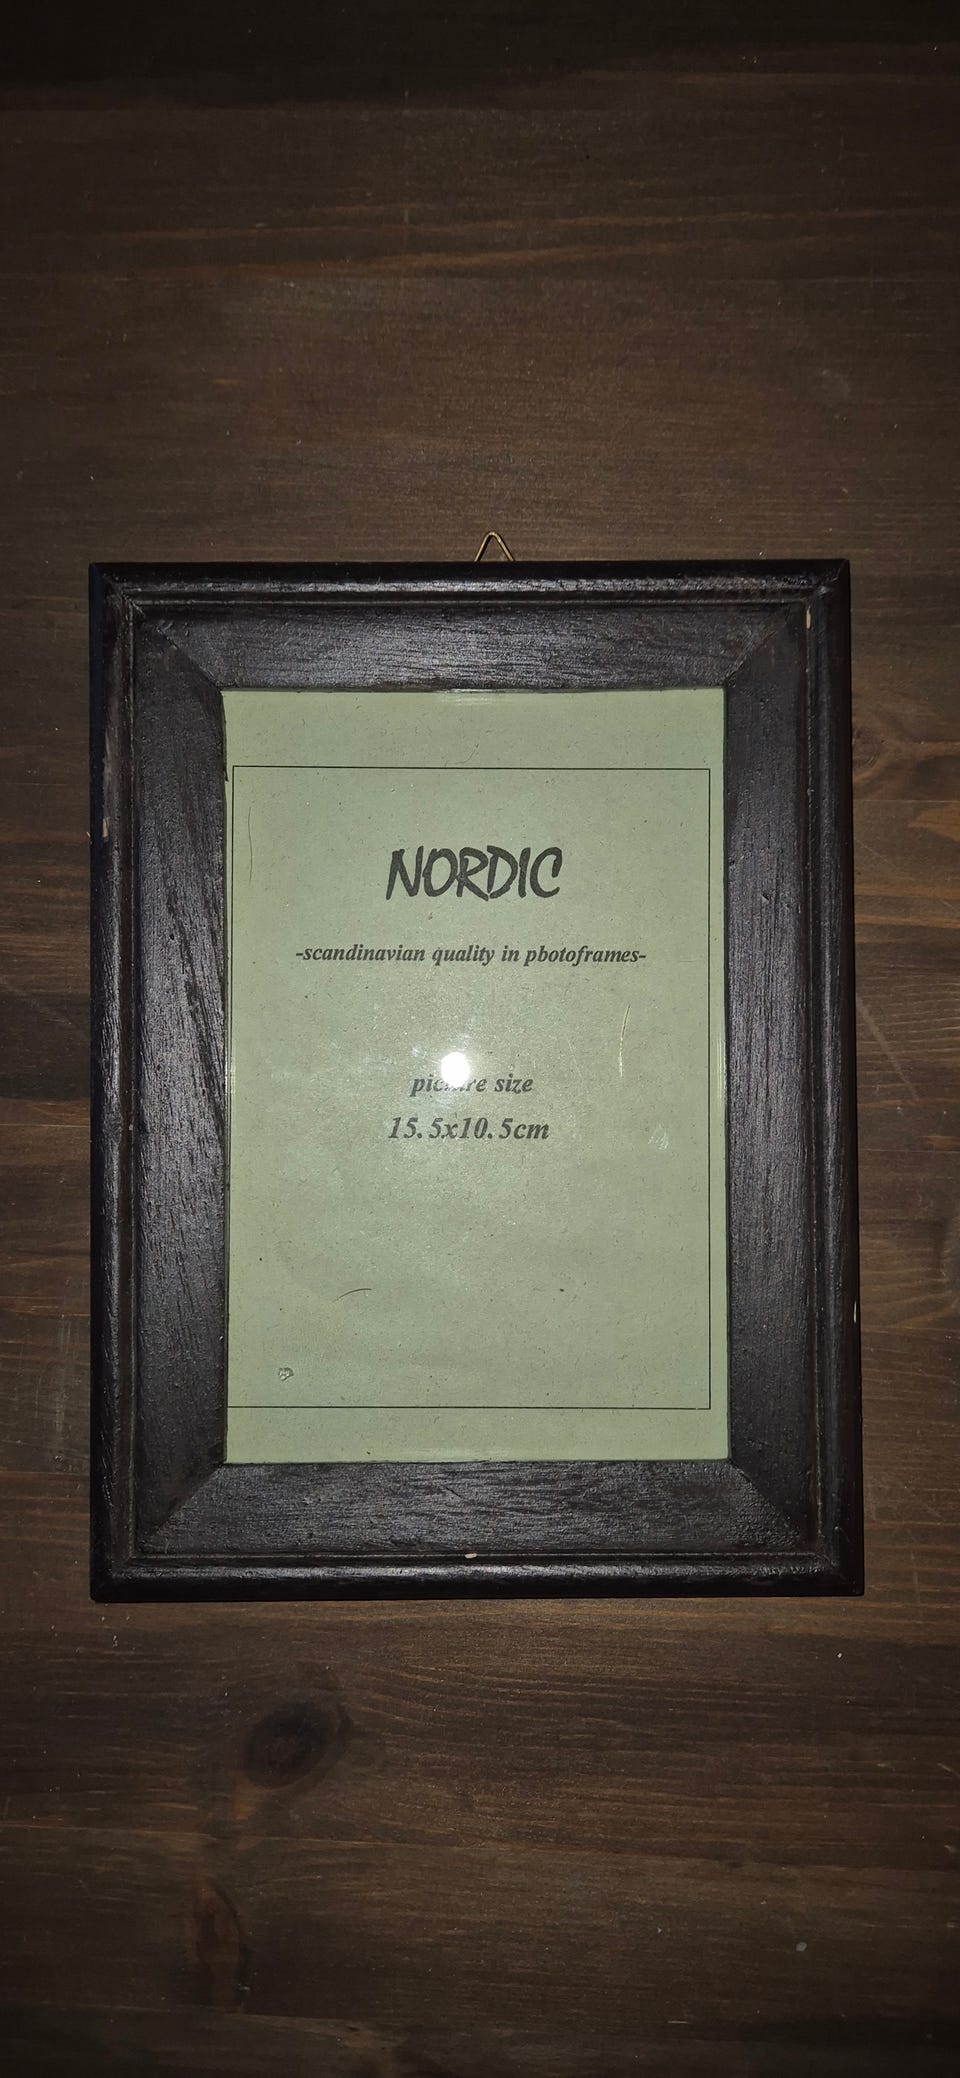 NORDIC
-scandinavian quality in photoframes-
picture size
15.5x10.5cm